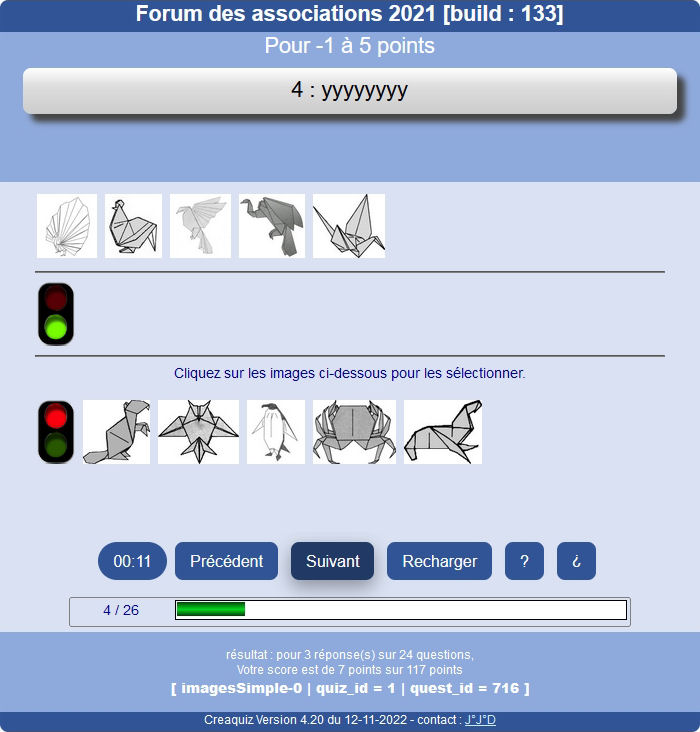 Forum des associations 2021 [build : 133]
Pour -1 à 5 points
4 : yyyyyyyy
Cliquez sur les images ci-dessous pour les sélectionner.
00:11 Précédent Suivant Recharger ? ¿
4 / 26
résultat : pour 3 réponse(s) sur 24 questions,
Votre score est de 7 points sur 117 points
[ imagesSimple-0 | quiz_id = 1 | quest_id = 716 ]
Creaquiz Version 4.20 du 12-11-2022 - contact : J°J°D